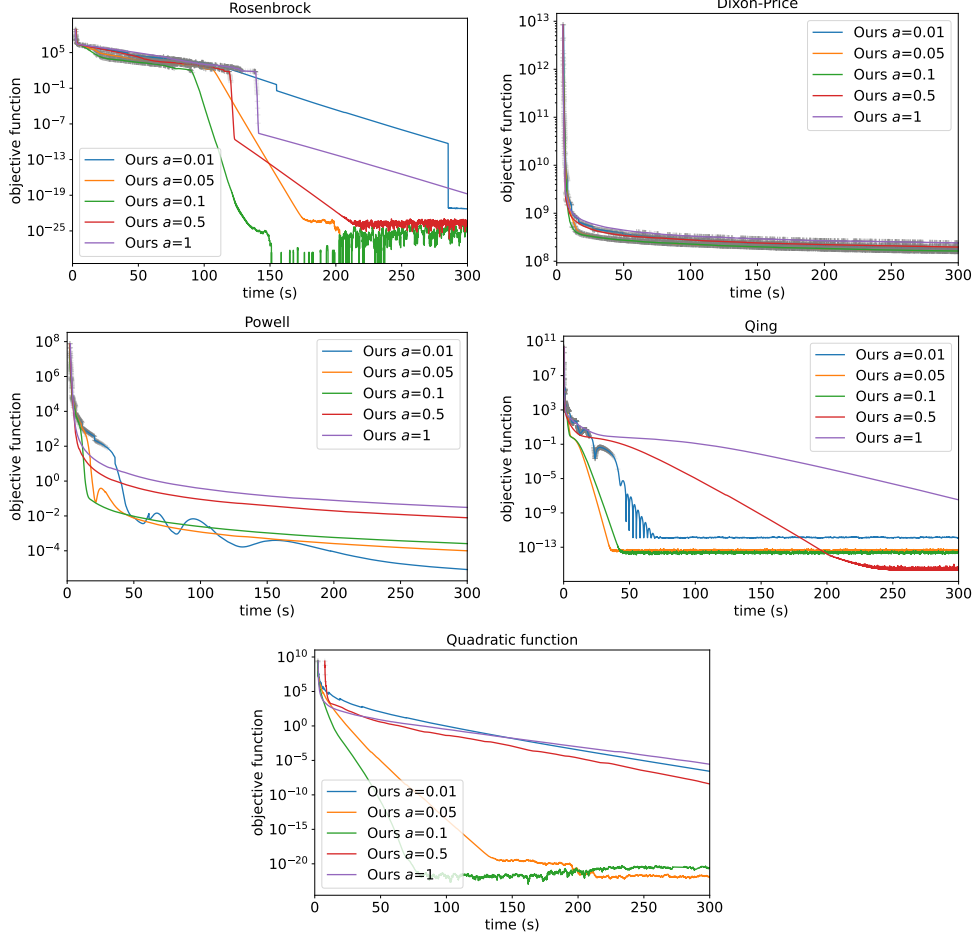 Rosenbrock
objective function
10^5
10^-1
10^-7
10^-13
10^-19
10^-25
Ours a=0.01
Ours a=0.05
Ours a=0.1
Ours a=0.5
Ours a=1
0 50 100 150 200 250 300
time (s)
Dixon-Price
objective function
10^13
10^12
10^11
10^10
10^9
10^8
Ours a=0.01
Ours a=0.05
Ours a=0.1
Ours a=0.5
Ours a=1
0 50 100 150 200 250 300
time (s)
Powell
objective function
10^8
10^6
10^4
10^2
10^0
10^-2
10^-4
Ours a=0.01
Ours a=0.05
Ours a=0.1
Ours a=0.5
Ours a=1
0 50 100 150 200 250 300
time (s)
Qing
objective function
10^11
10^7
10^3
10^-1
10^-5
10^-9
10^-13
Ours a=0.01
Ours a=0.05
Ours a=0.1
Ours a=0.5
Ours a=1
0 50 100 150 200 250 300
time (s)
Quadratic function
objective function
10^10
10^5
10^0
10^-5
10^-10
10^-15
10^-20
Ours a=0.01
Ours a=0.05
Ours a=0.1
Ours a=0.5
Ours a=1
0 50 100 150 200 250 300
time (s)